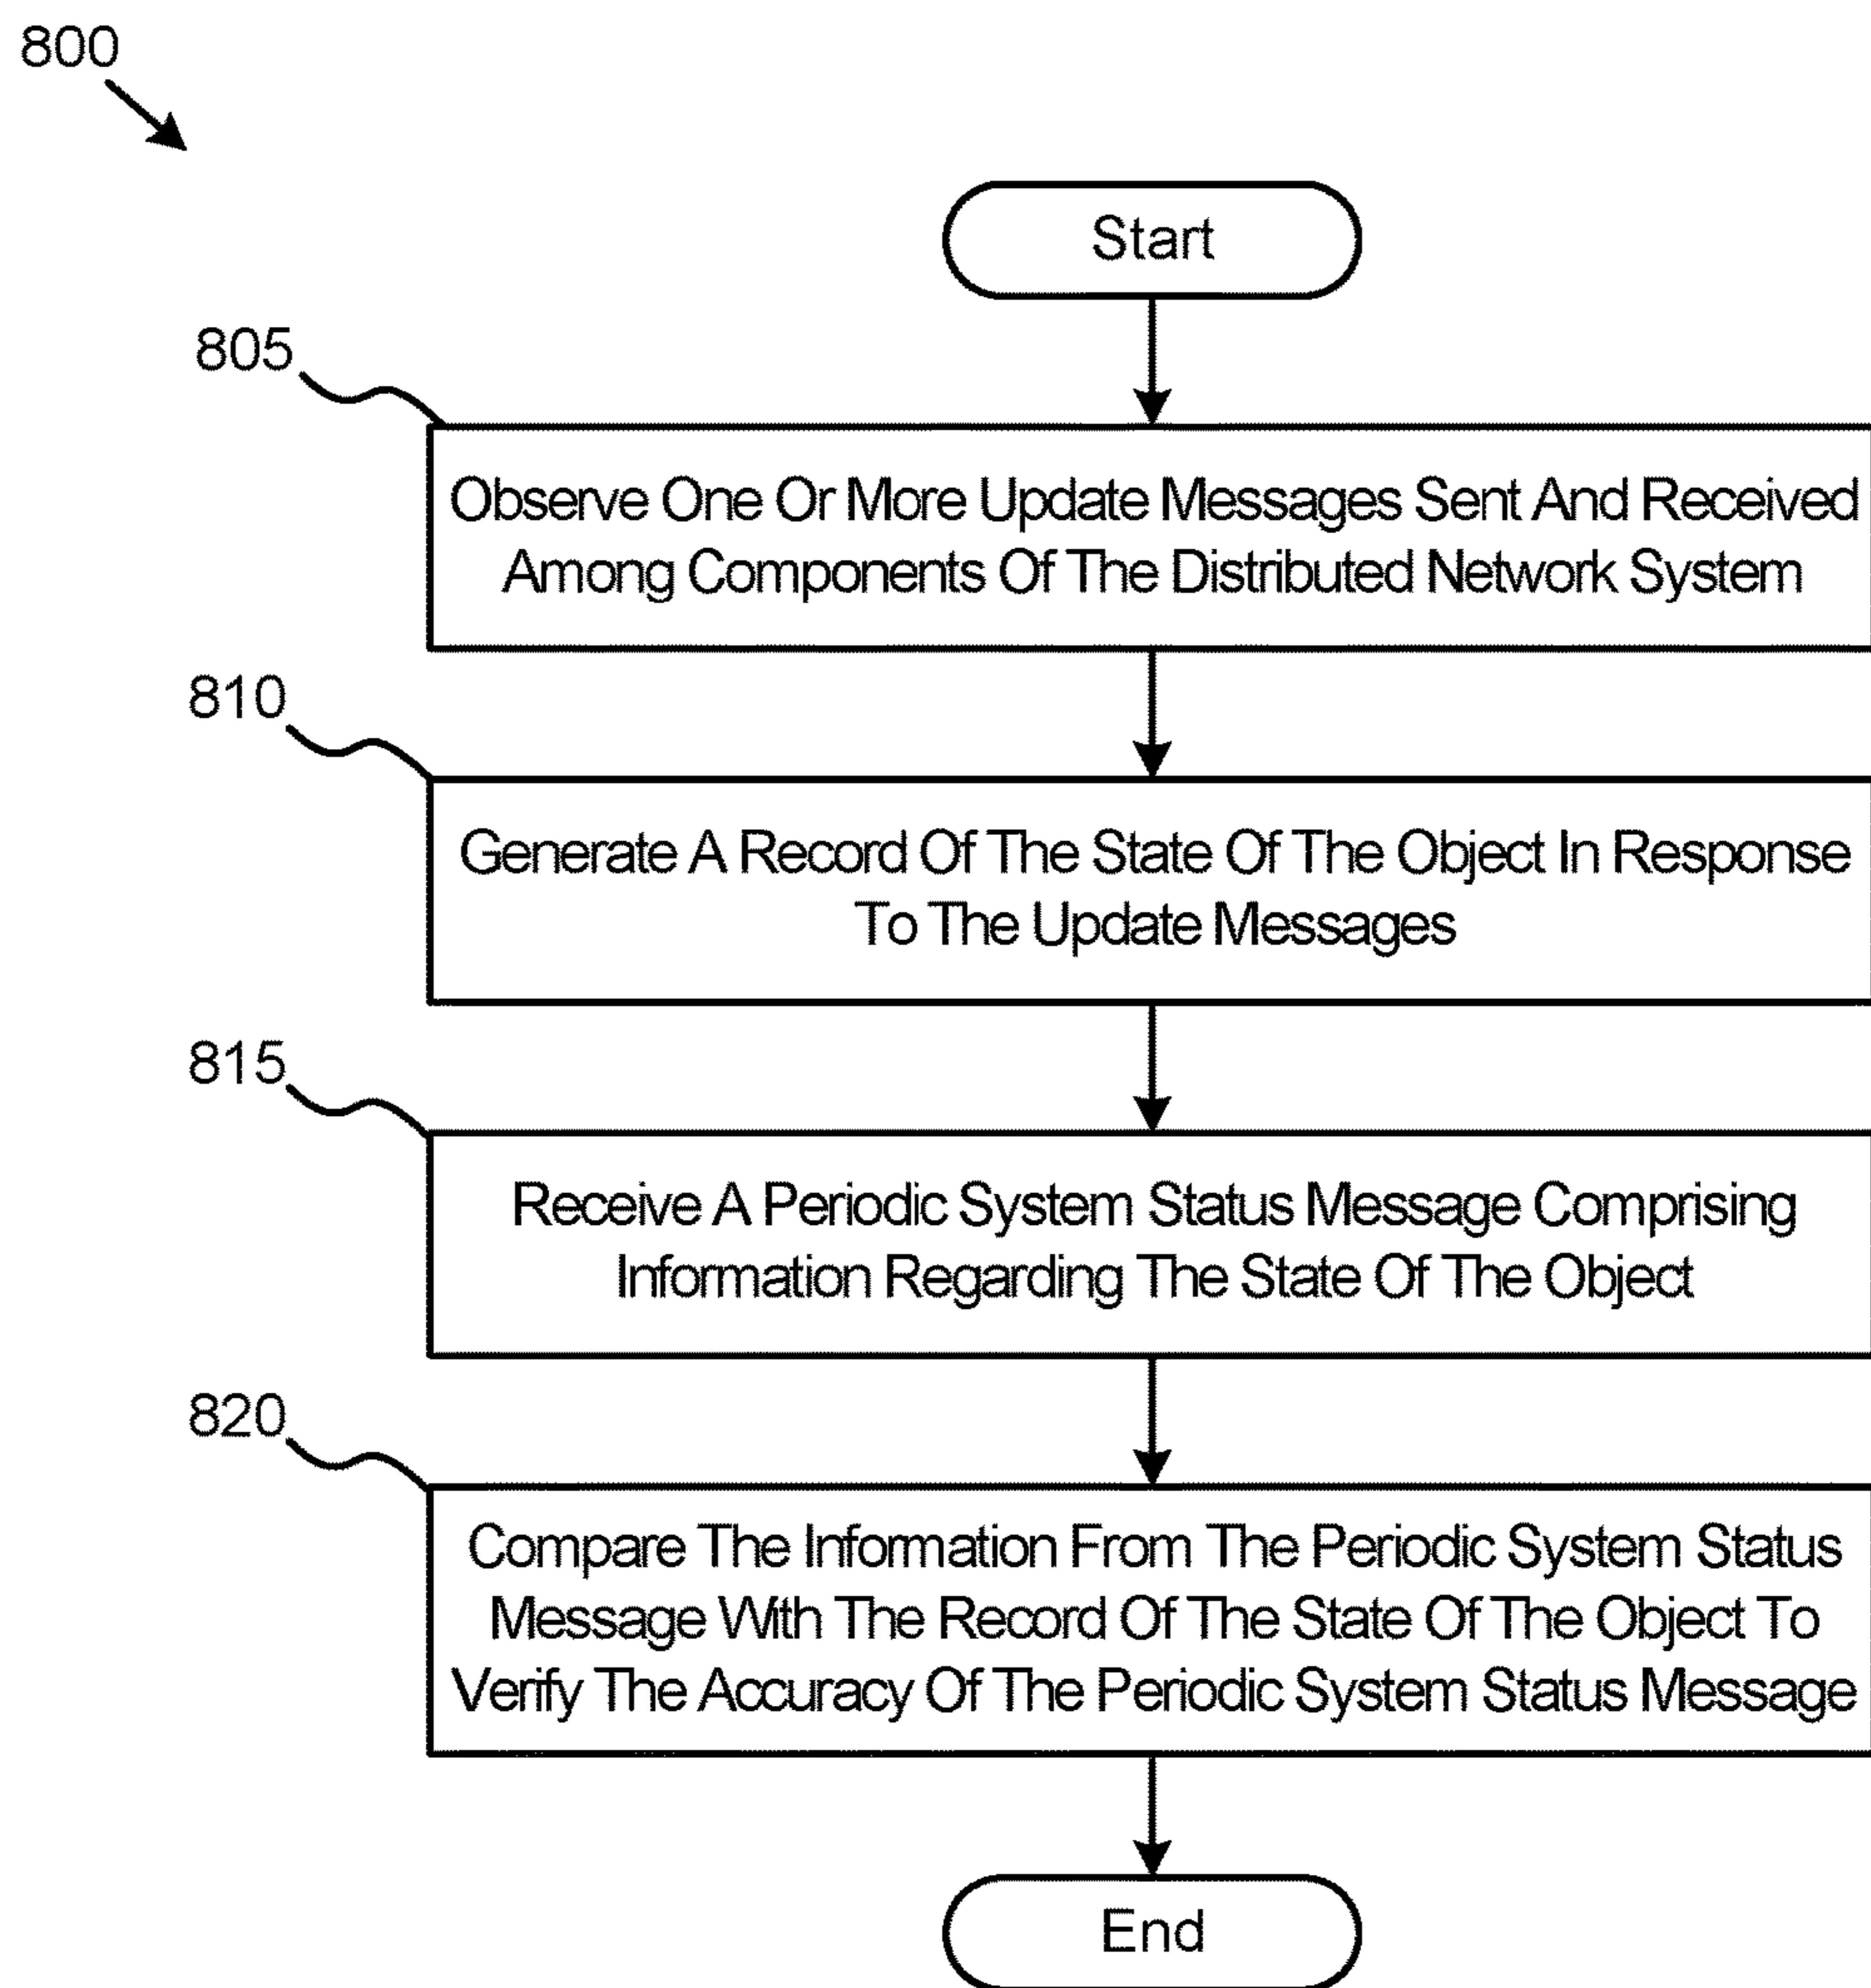 800
Start
805
Observe One Or More Update Messages Sent And Received
Among Components Of The Distributed Network System
810
Generate A Record Of The State Of The Object In Response
To The Update Messages
815
Receive A Periodic System Status Message Comprising
Information Regarding The State Of The Object
820
Compare The Information From The Periodic System Status
Message With The Record Of The State Of The Object To
Verify The Accuracy Of The Periodic System Status Message
End